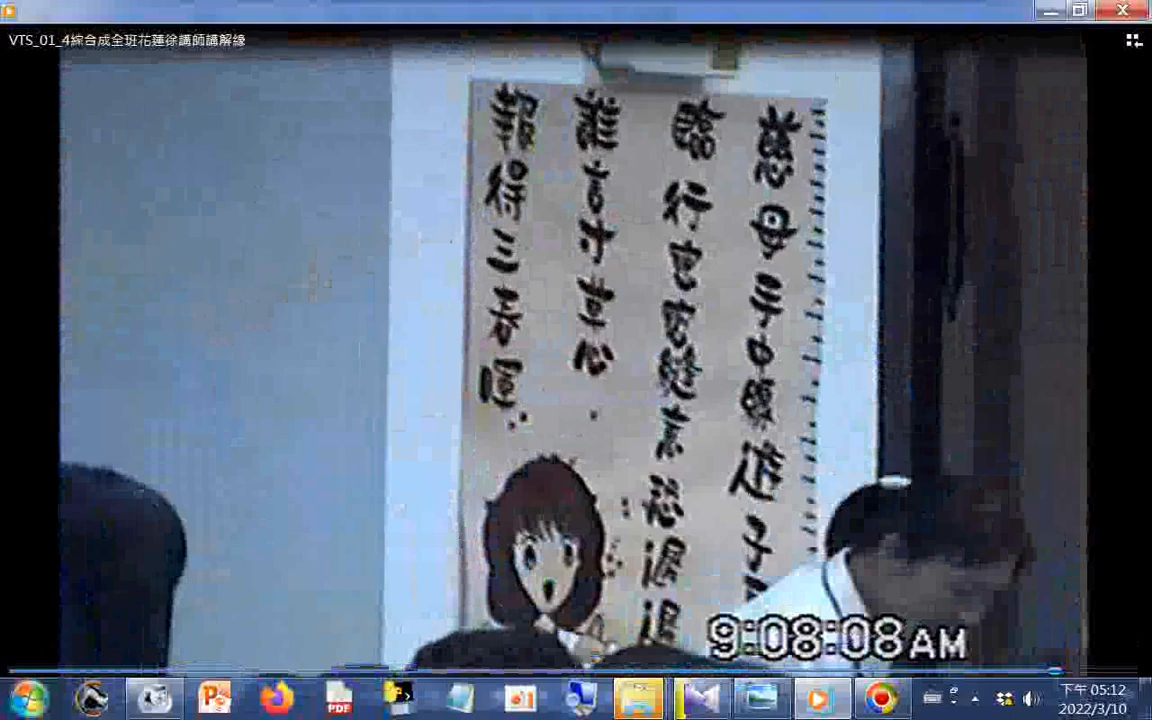 VTS_01_4綜合成全班花蓮徐講師講解緣
慈母手中線遊子
臨行密密縫意恐遲遲
誰言寸草心
報得三春暉
9:08:08AM
下午 05:12
2022/3/10